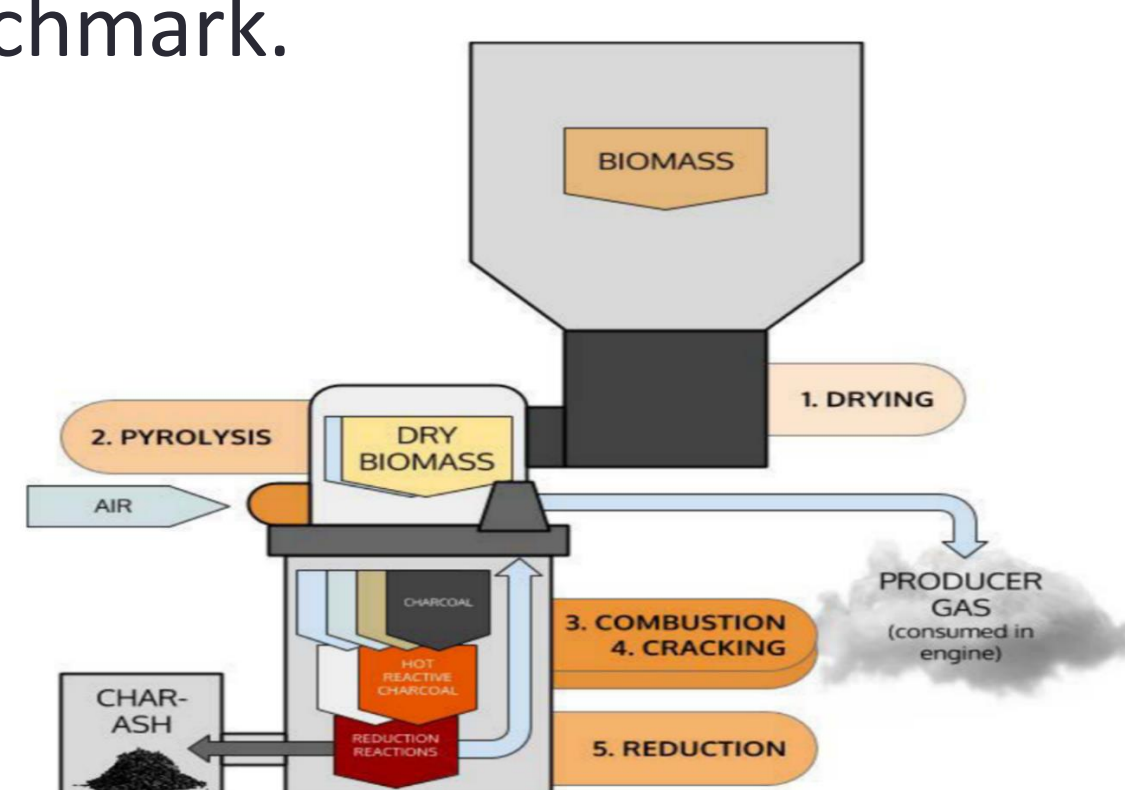 chmark.
BIOMASS
1. DRYING
2. PYROLYSIS
DRY
BIOMASS
AIR
PRODUCER
GAS
(consumed in
engine)
CHARCOAL
3. COMBUSTION
4. CRACKING
HOT
REACTIVE
CHARCOAL
CHAR-
ASH
REDUCTION
REACTIONS
5. REDUCTION